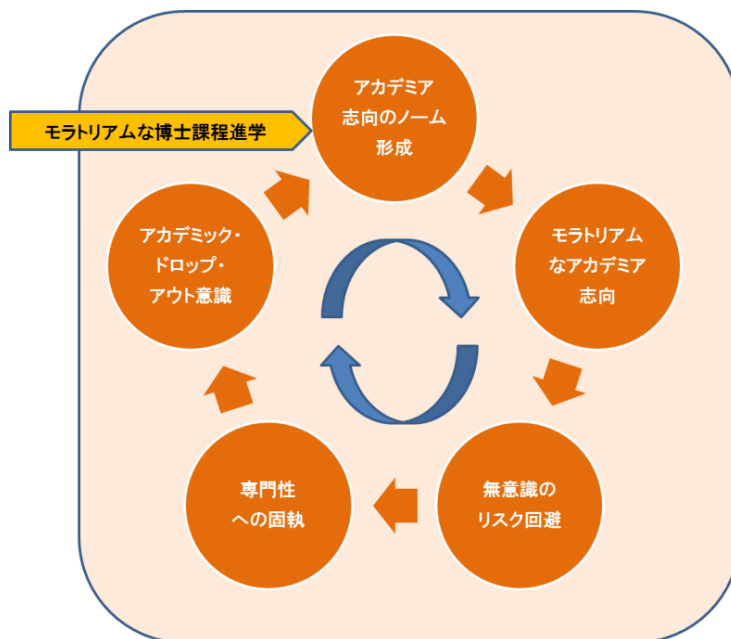 アカデミア
志向のノーム
形成
モラトリアムな博士課程進学
モラトリアム
なアカデミア
志向
無意識の
リスク回避
専門性
への固執
アカデミック・
ドロップ・
アウト意識